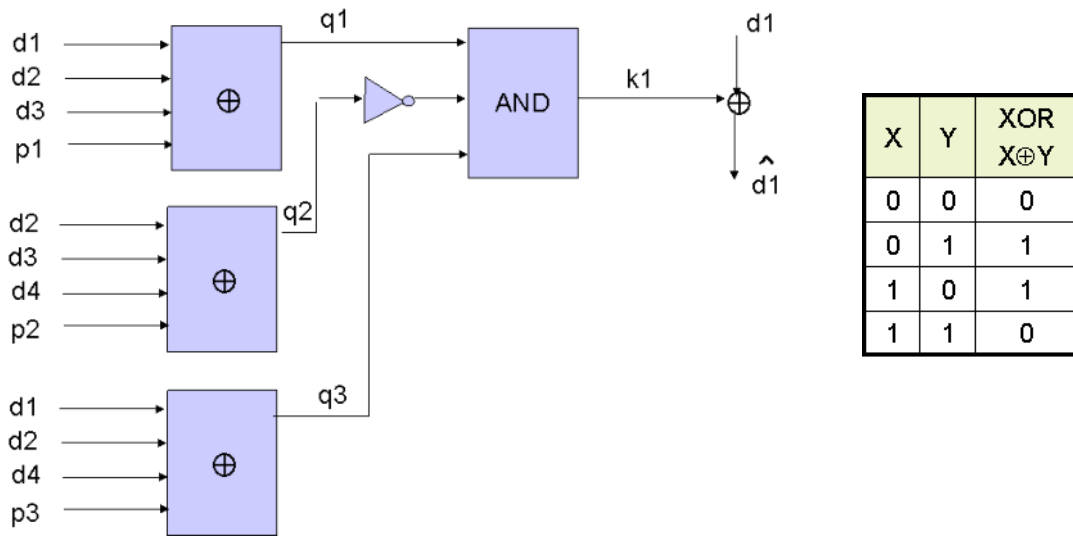 d1
d2
d3
p1
⊕
q1
AND
k1
d1
⊕
d̂1
d2
d3
d4
p2
⊕
q2
d1
d2
d4
p3
⊕
q3
X Y XOR X⊕Y
0 0 0
0 1 1
1 0 1
1 1 0